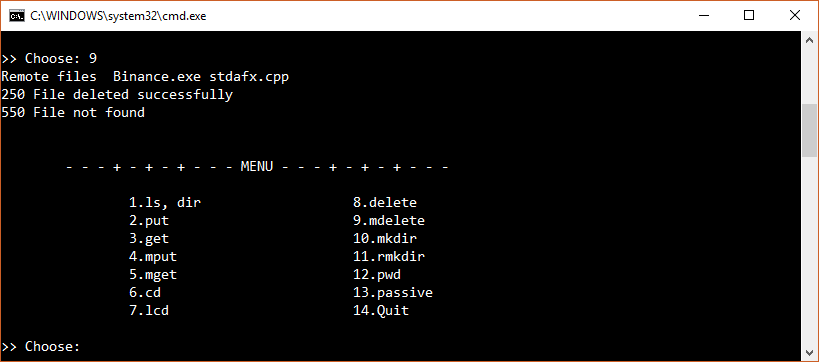 C:\WINDOWS\system32\cmd.exe
>> Choose: 9
Remote files  Binance.exe stdafx.cpp
250 File deleted successfully
550 File not found
- - - + - + - + - - - MENU - - - + - + - + - - -
1.ls, dir                   8.delete
2.put                       9.mdelete
3.get                       10.mkdir
4.mput                      11.rmkdir
5.mget                      12.pwd
6.cd                        13.passive
7.lcd                       14.Quit
>> Choose: